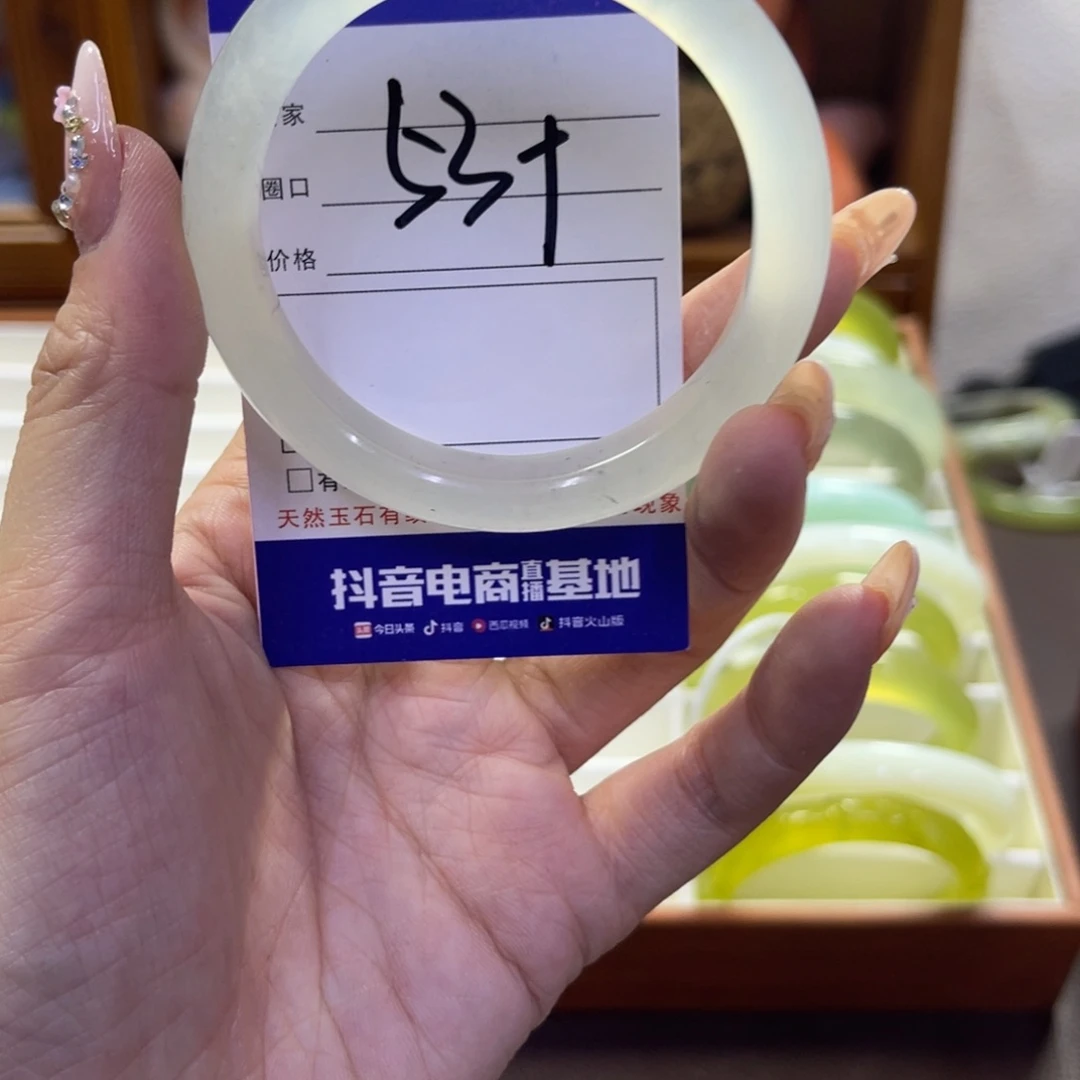 家
53+
圈口
价格
有
天然玉石有
现象
抖音电商直播基地
今日头条 抖音 西瓜视频 抖音火山版